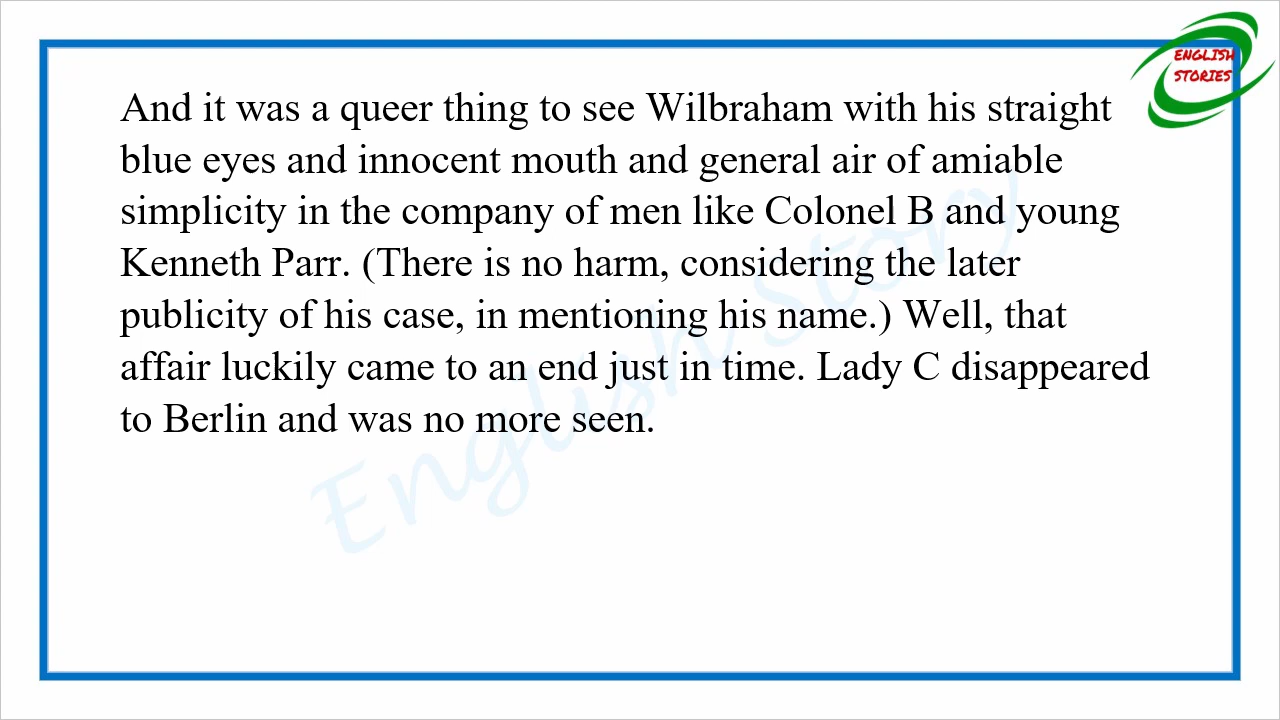 ENGLISH
STORIES
And it was a queer thing to see Wilbraham with his straight
blue eyes and innocent mouth and general air of amiable
simplicity in the company of men like Colonel B and young
Kenneth Parr. (There is no harm, considering the later
publicity of his case, in mentioning his name.) Well, that
affair luckily came to an end just in time. Lady C disappeared
to Berlin and was no more seen.
English Story